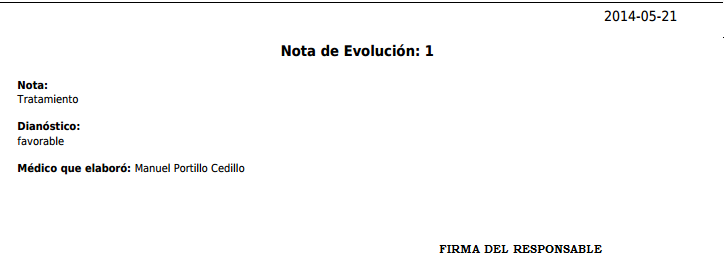 2014-05-21
Nota de Evolución: 1
Nota:
Tratamiento
Dianóstico:
favorable
Médico que elaboró: Manuel Portillo Cedillo
FIRMA DEL RESPONSABLE